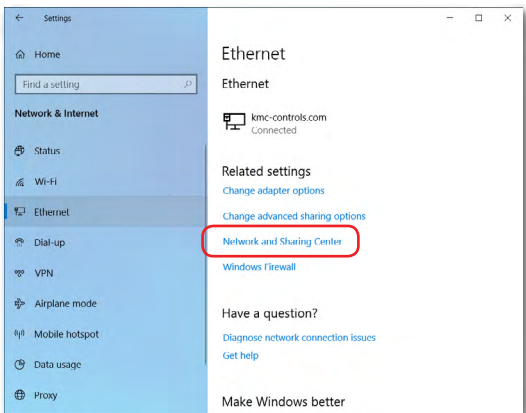 Settings
Home
Find a setting
Network & Internet
Status
Wi-Fi
Ethernet
Dial-up
VPN
Airplane mode
Mobile hotspot
Data usage
Proxy
Ethernet
Ethernet
kmc-controls.com
Connected
Related settings
Change adapter options
Change advanced sharing options
Network and Sharing Center
Windows Firewall
Have a question?
Diagnose network connection issues
Get help
Make Windows better